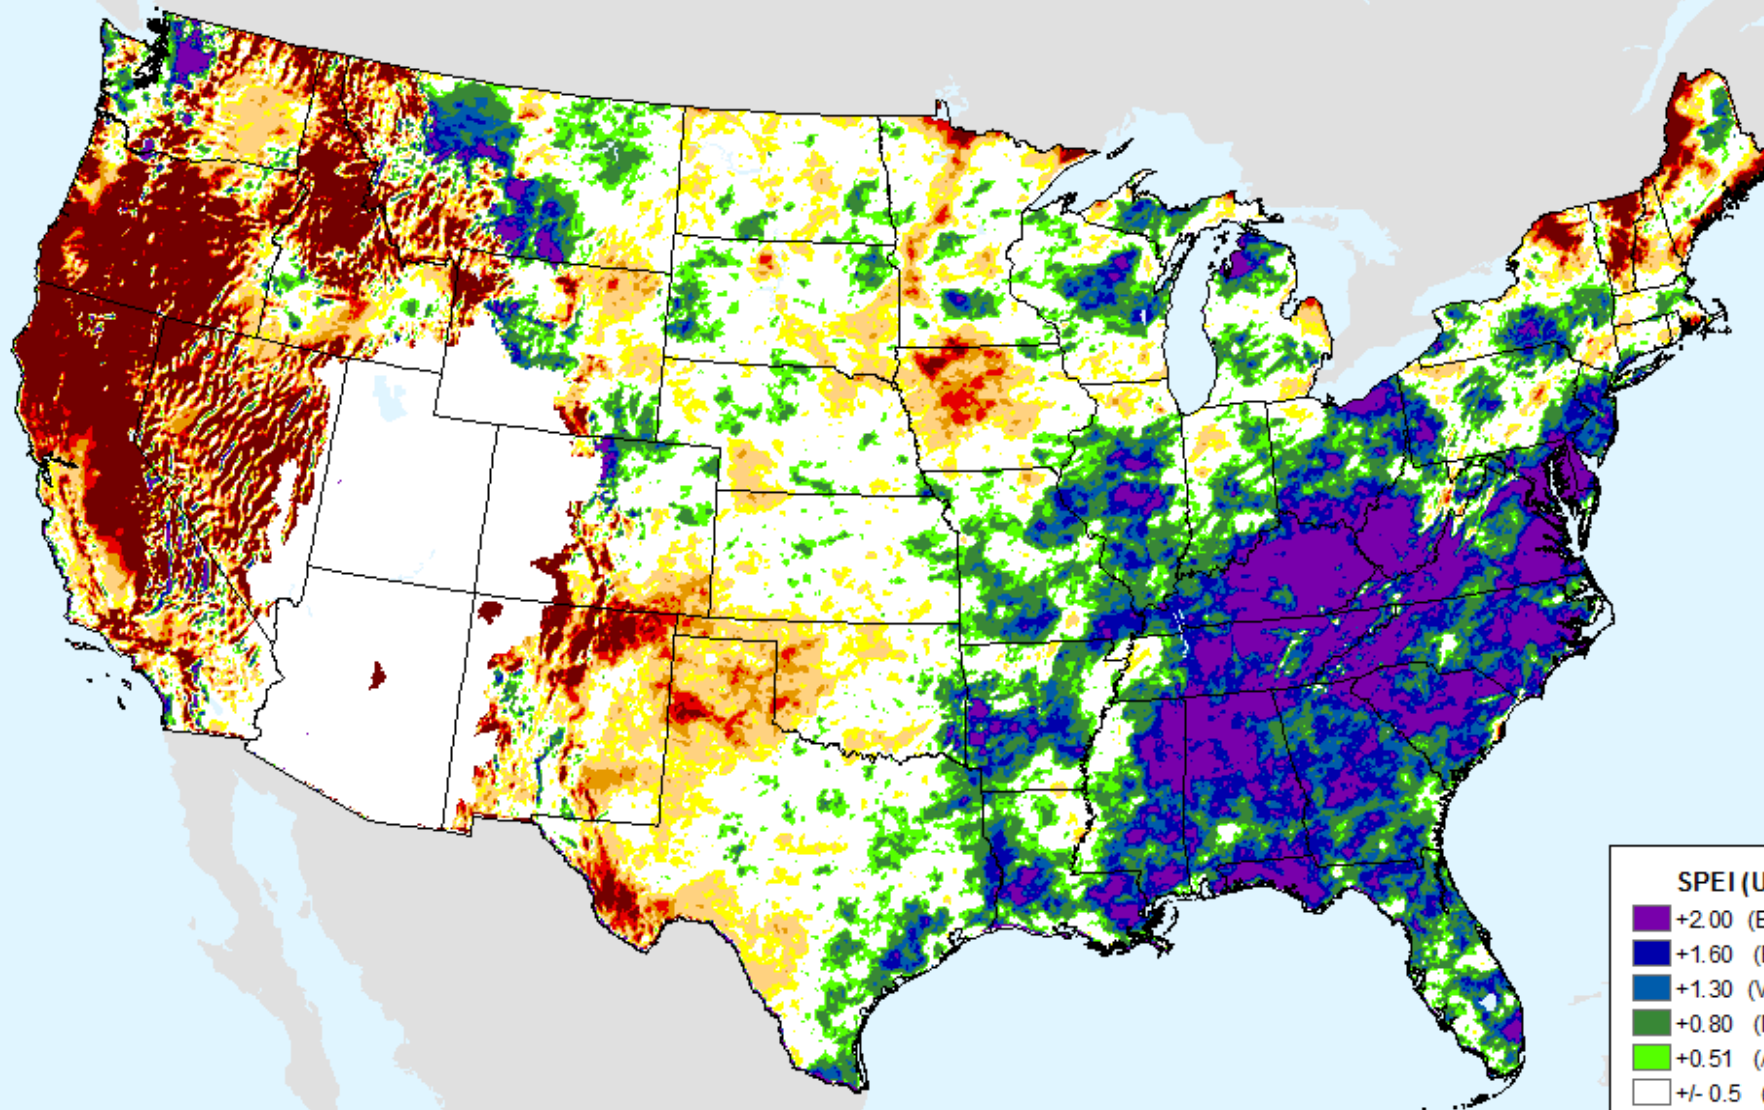 SPEI (U
+2.00 (E
+1.60 (
+1.30 (V
+0.80 (
+0.51 (
+/- 0.5 (